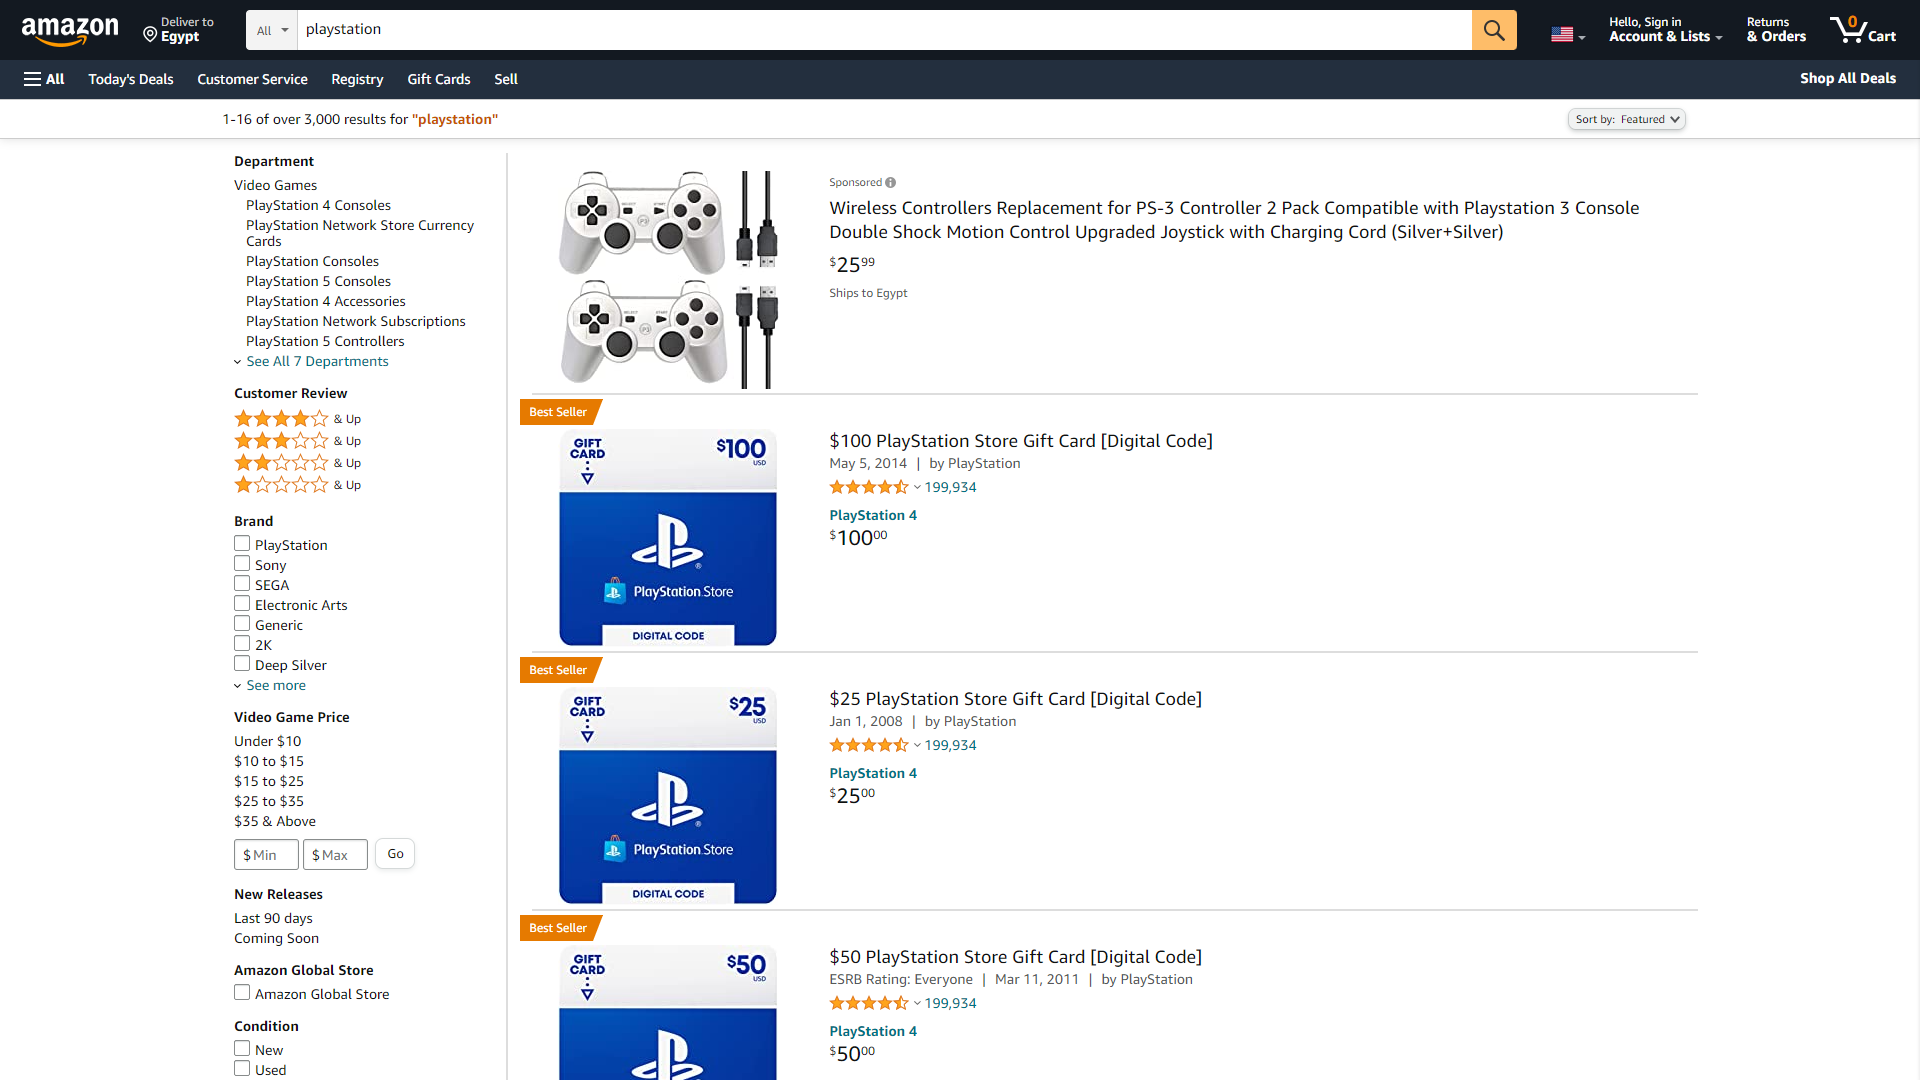 amazon
Deliver to
Egypt
All
playstation
Hello, Sign in
Account & Lists
Returns
& Orders
0
Cart
All
Today's Deals
Customer Service
Registry
Gift Cards
Sell
Shop All Deals
1-16 of over 3,000 results for "playstation"
Sort by: Featured
Department
Video Games
PlayStation 4 Consoles
PlayStation Network Store Currency
Cards
PlayStation Consoles
PlayStation 5 Consoles
PlayStation 4 Accessories
PlayStation Network Subscriptions
PlayStation 5 Controllers
See All 7 Departments
Customer Review
& Up
& Up
& Up
& Up
Brand
PlayStation
Sony
SEGA
Electronic Arts
Generic
2K
Deep Silver
See more
Video Game Price
Under $10
$10 to $15
$15 to $25
$25 to $35
$35 & Above
$ Min
$ Max
Go
New Releases
Last 90 days
Coming Soon
Amazon Global Store
Amazon Global Store
Condition
New
Used
SELECT
START
P3
Sponsored
Wireless Controllers Replacement for PS-3 Controller 2 Pack Compatible with Playstation 3 Console
Double Shock Motion Control Upgraded Joystick with Charging Cord (Silver+Silver)
$25 99
Ships to Egypt
Best Seller
GIFT
CARD
$100
USD
PlayStation Store
DIGITAL CODE
$100 PlayStation Store Gift Card [Digital Code]
May 5, 2014 | by PlayStation
199,934
PlayStation 4
$100 00
Best Seller
GIFT
CARD
$25
USD
PlayStation Store
DIGITAL CODE
$25 PlayStation Store Gift Card [Digital Code]
Jan 1, 2008 | by PlayStation
199,934
PlayStation 4
$25 00
Best Seller
GIFT
CARD
$50
USD
$50 PlayStation Store Gift Card [Digital Code]
ESRB Rating: Everyone | Mar 11, 2011 | by PlayStation
199,934
PlayStation 4
$50 00